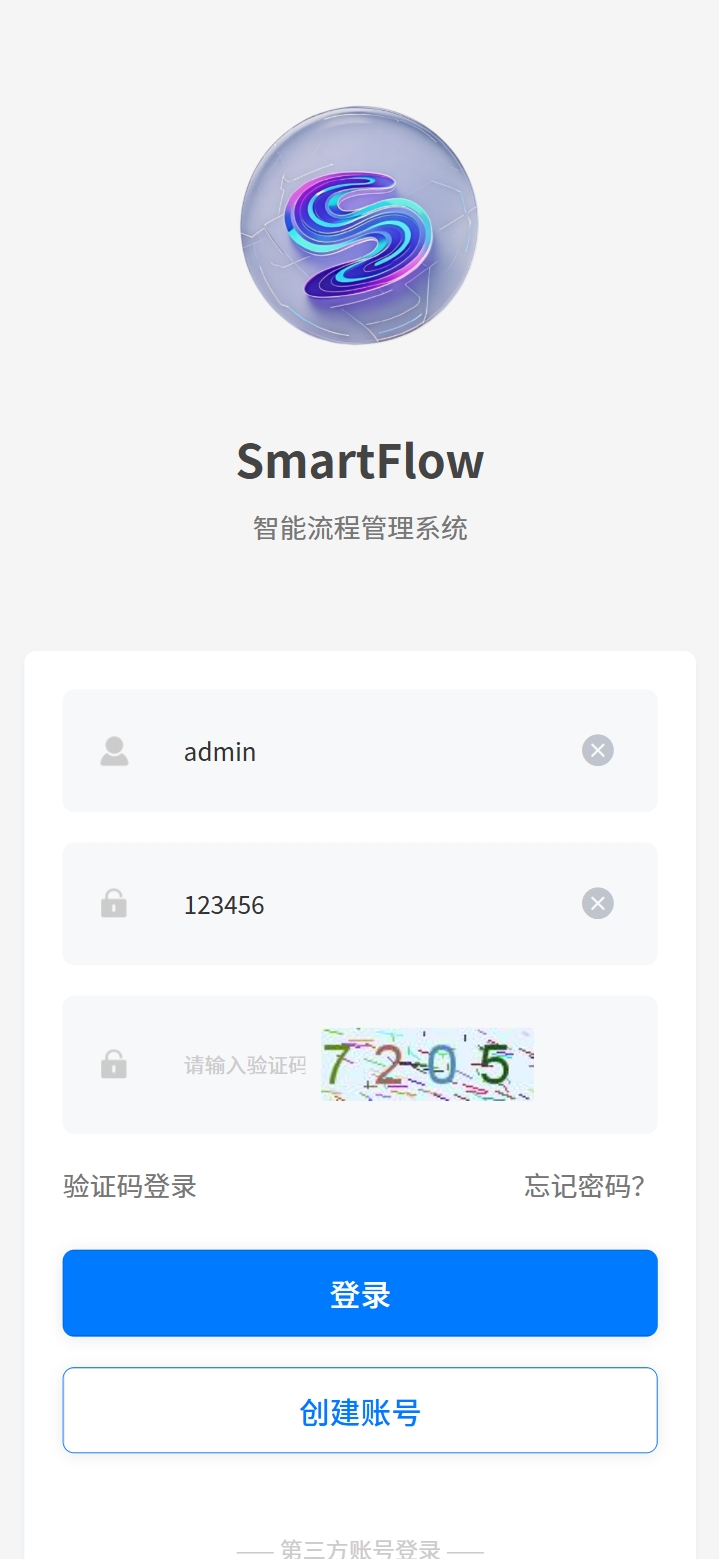 SmartFlow
智能流程管理系统
admin
123456
请输入验证码 7205
验证码登录 忘记密码?
登录
创建账号
第三方账号登录